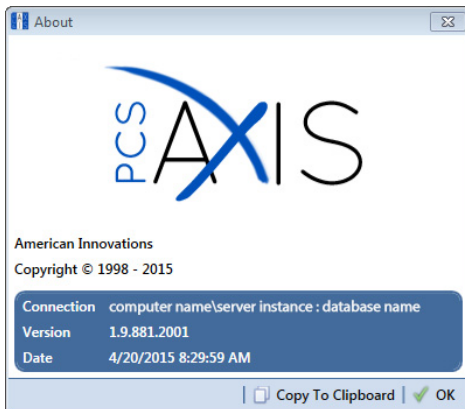 About
PCS
AXIS
American Innovations
Copyright © 1998 - 2015
Connection computer name\server instance : database name
Version 1.9.881.2001
Date 4/20/2015 8:29:59 AM
Copy To Clipboard OK